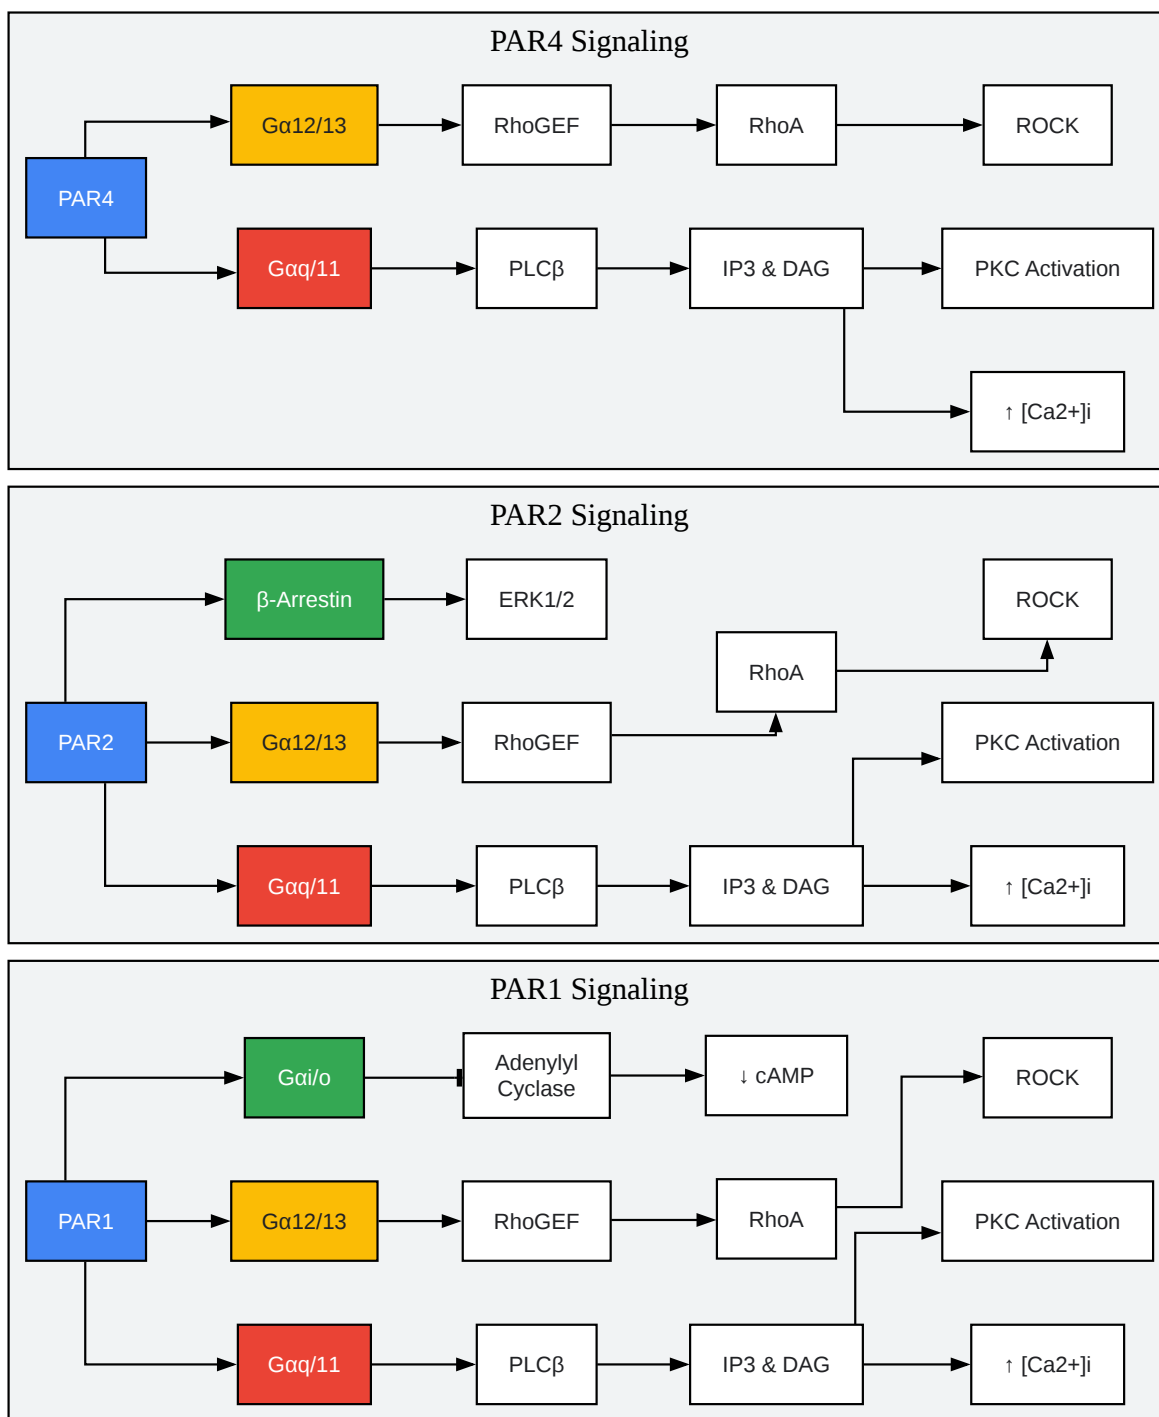 PAR4 Signaling
Gα12/13
RhoGEF
RhoA
ROCK
PAR4
Gαq/11
PLCβ
IP3 & DAG
PKC Activation
↑ [Ca2+]i
PAR2 Signaling
β-Arrestin
ERK1/2
ROCK
RhoA
PAR2
Gα12/13
RhoGEF
PKC Activation
Gαq/11
PLCβ
IP3 & DAG
↑ [Ca2+]i
PAR1 Signaling
Gαi/o
Adenylyl
Cyclase
↓ cAMP
ROCK
PAR1
Gα12/13
RhoGEF
RhoA
PKC Activation
Gαq/11
PLCβ
IP3 & DAG
↑ [Ca2+]i